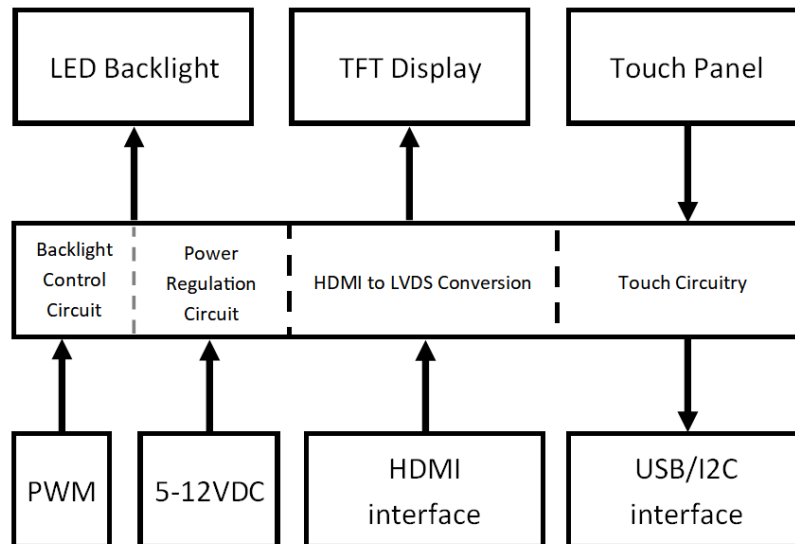 LED Backlight
TFT Display
Touch Panel
Backlight
Control
Circuit
Power
Regulation
Circuit
HDMI to LVDS Conversion
Touch Circuitry
PWM
5-12VDC
HDMI
interface
USB/I2C
interface